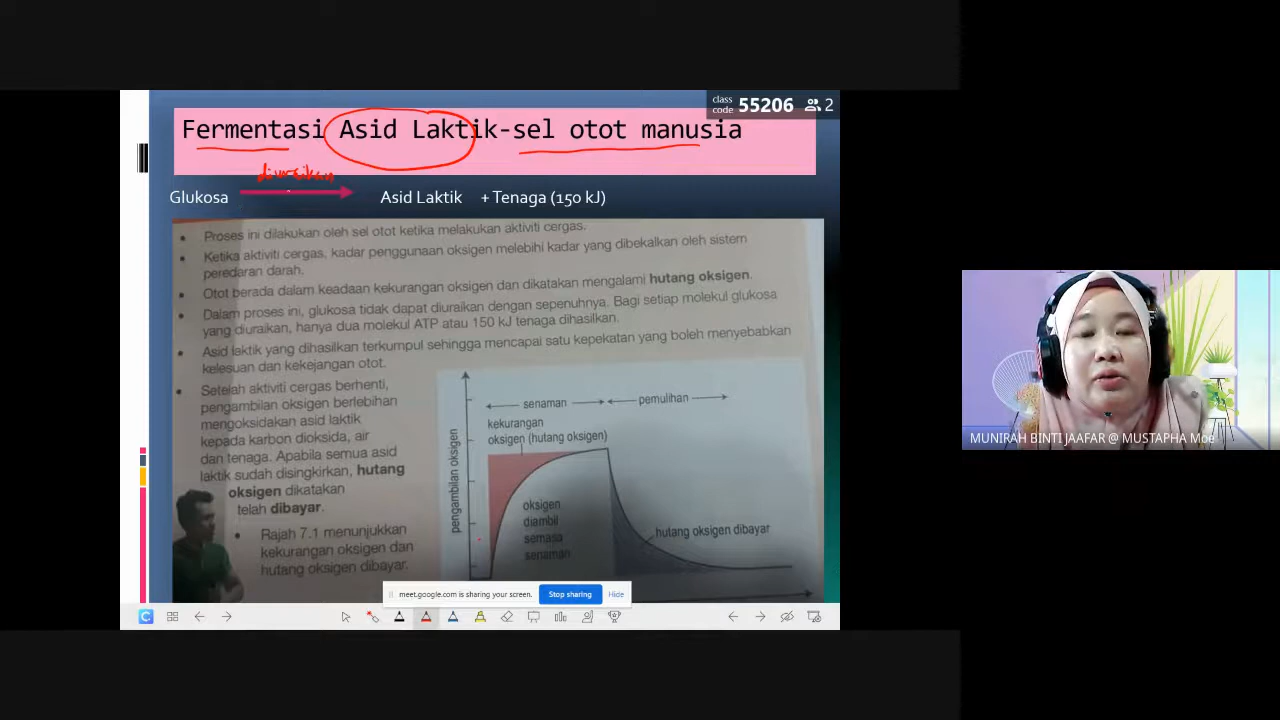 class
code 55206 2
Fermentasi Asid Laktik-sel otot manusia
diuraikan
Glukosa Asid Laktik + Tenaga (150 kJ)
• Proses ini dilakukan oleh sel otot ketika melakukan aktiviti cergas.
• Ketika aktiviti cergas, kadar penggunaan oksigen melebihi kadar yang dibekalkan oleh sistem
peredaran darah.
• Otot berada dalam keadaan kekurangan oksigen dan dikatakan mengalami hutang oksigen.
• Dalam proses ini, glukosa tidak dapat diuraikan dengan sepenuhnya. Bagi setiap molekul glukosa
yang diuraikan, hanya dua molekul ATP atau 150 kJ tenaga dihasilkan.
• Asid laktik yang dihasilkan terkumpul sehingga mencapai satu kepekatan yang boleh menyebabkan
kelesuan dan kekejangan otot.
• Setelah aktiviti cergas berhenti,
pengambilan oksigen berlebihan
mengoksidakan asid laktik
kepada karbon dioksida, air
dan tenaga. Apabila semua asid
laktik sudah disingkirkan, hutang
oksigen dikatakan
telah dibayar.
• Rajah 7.1 menunjukkan
kekurangan oksigen dan
hutang oksigen dibayar.
pengambilan oksigen
senaman pemulihan
kekurangan
oksigen (hutang oksigen)
oksigen
diambil
semasa
senaman
hutang oksigen dibayar
meet.google.com is sharing your screen. Stop sharing Hide
MUNIRAH BINTI JAAFAR @ MUSTAPHA Moe